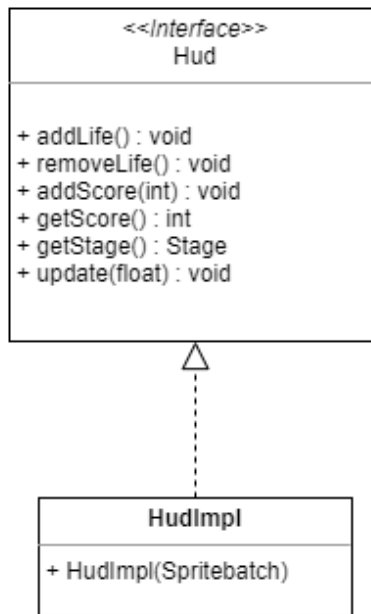 <<Interface>>
Hud
+ addLife() : void
+ removeLife() : void
+ addScore(int) : void
+ getScore() : int
+ getStage() : Stage
+ update(float) : void
HudImpl
+ HudImpl(Spritebatch)